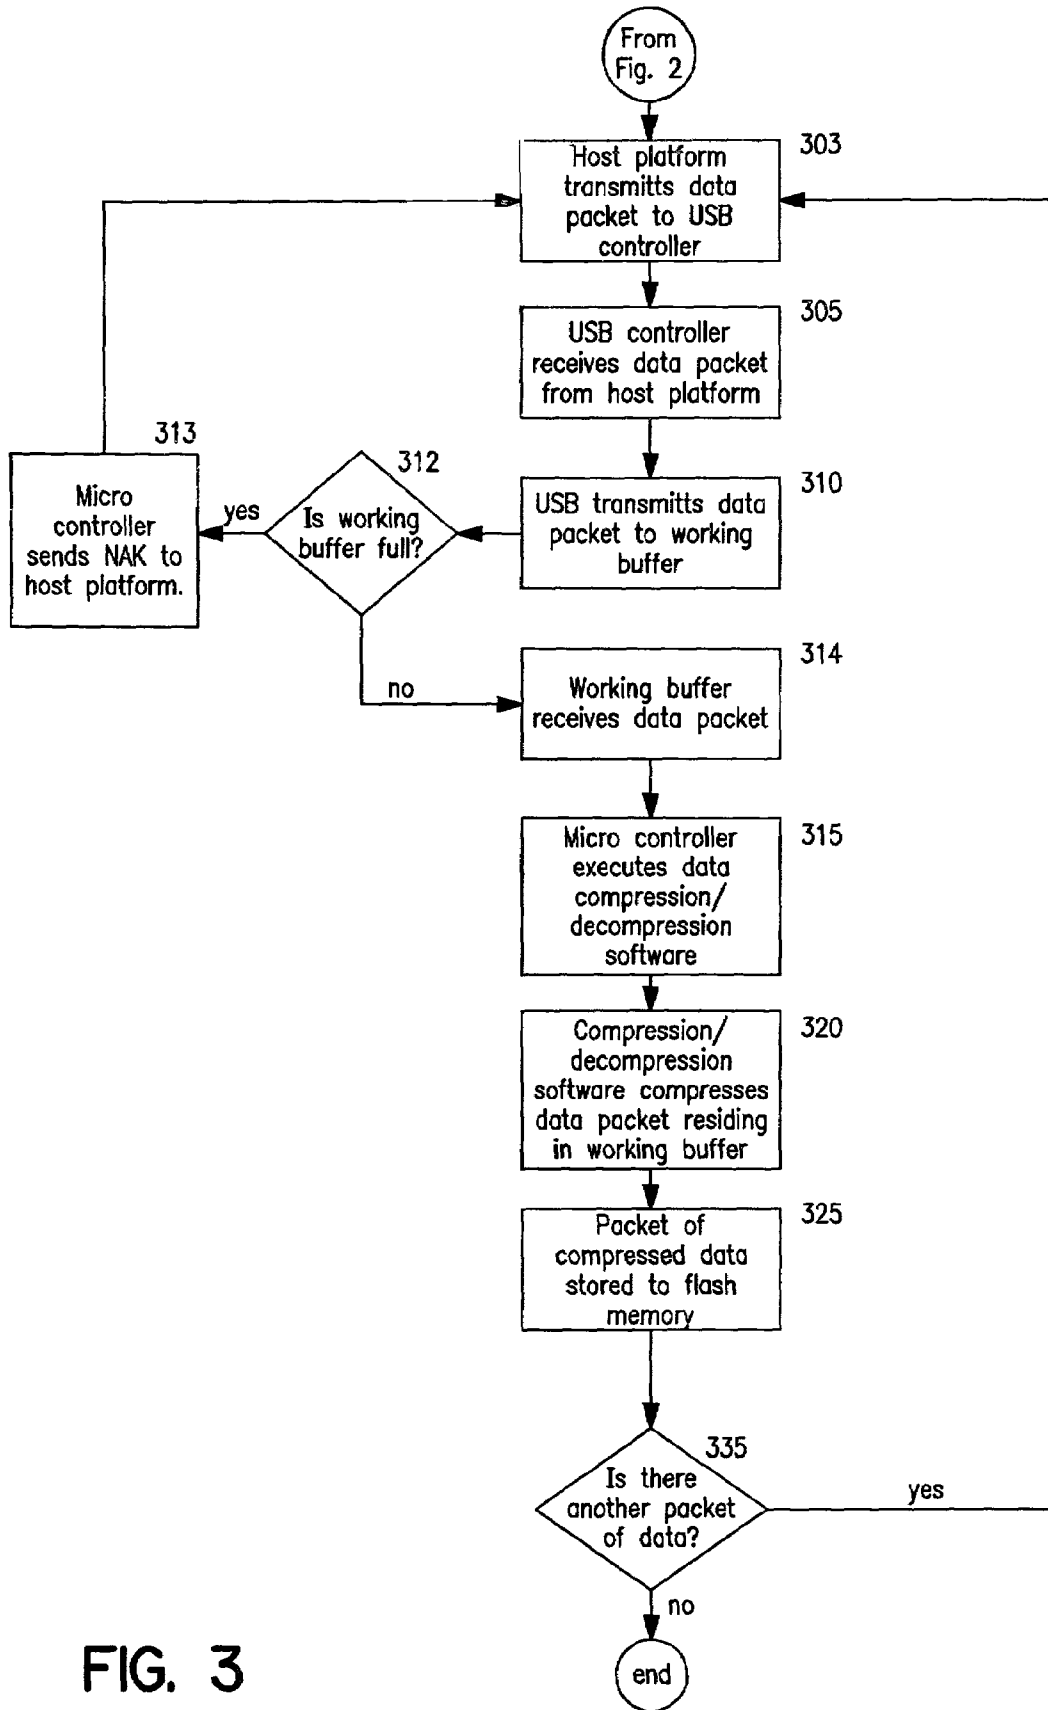 From
Fig. 2
303
Host platform
transmitts data
packet to USB
controller
305
USB controller
receives data packet
from host platform
313
312
310
Micro
controller
sends NAK to
host platform.
yes
Is working
buffer full?
USB transmitts data
packet to working
buffer
314
no
Working buffer
receives data packet
315
Micro controller
executes data
compression/
decompression
software
320
Compression/
decompression
software compresses
data packet residing
in working buffer
325
Packet of
compressed data
stored to flash
memory
335
Is there
another packet
of data?
yes
no
end
FIG. 3